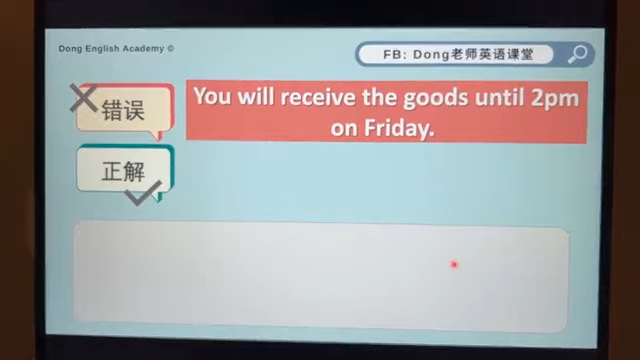 Dong English Academy ©
FB: Dong老师英语课堂
错误
You will receive the goods until 2pm
on Friday.
正解